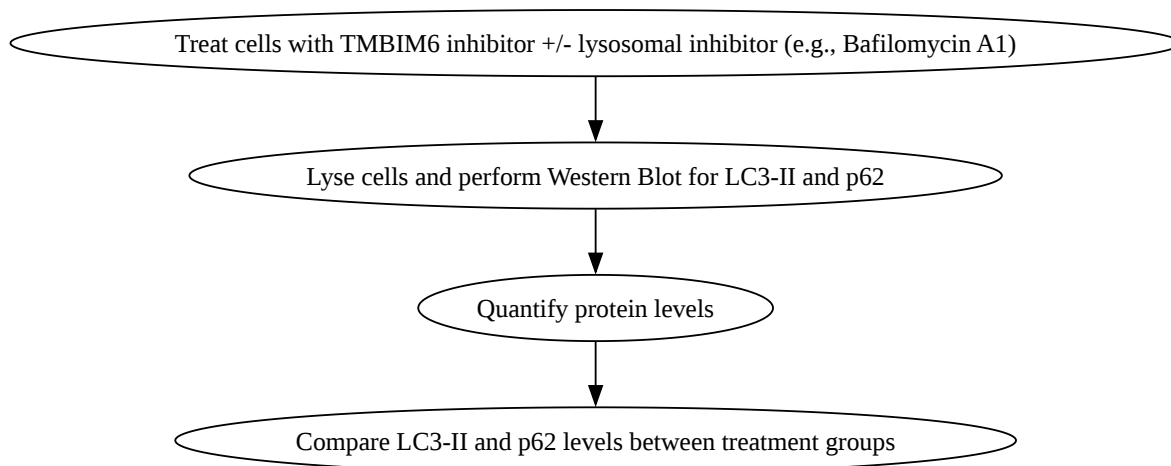 Treat cells with TMBIM6 inhibitor +/- lysosomal inhibitor (e.g., Bafilomycin A1)
Lyse cells and perform Western Blot for LC3-II and p62
Quantify protein levels
Compare LC3-II and p62 levels between treatment groups